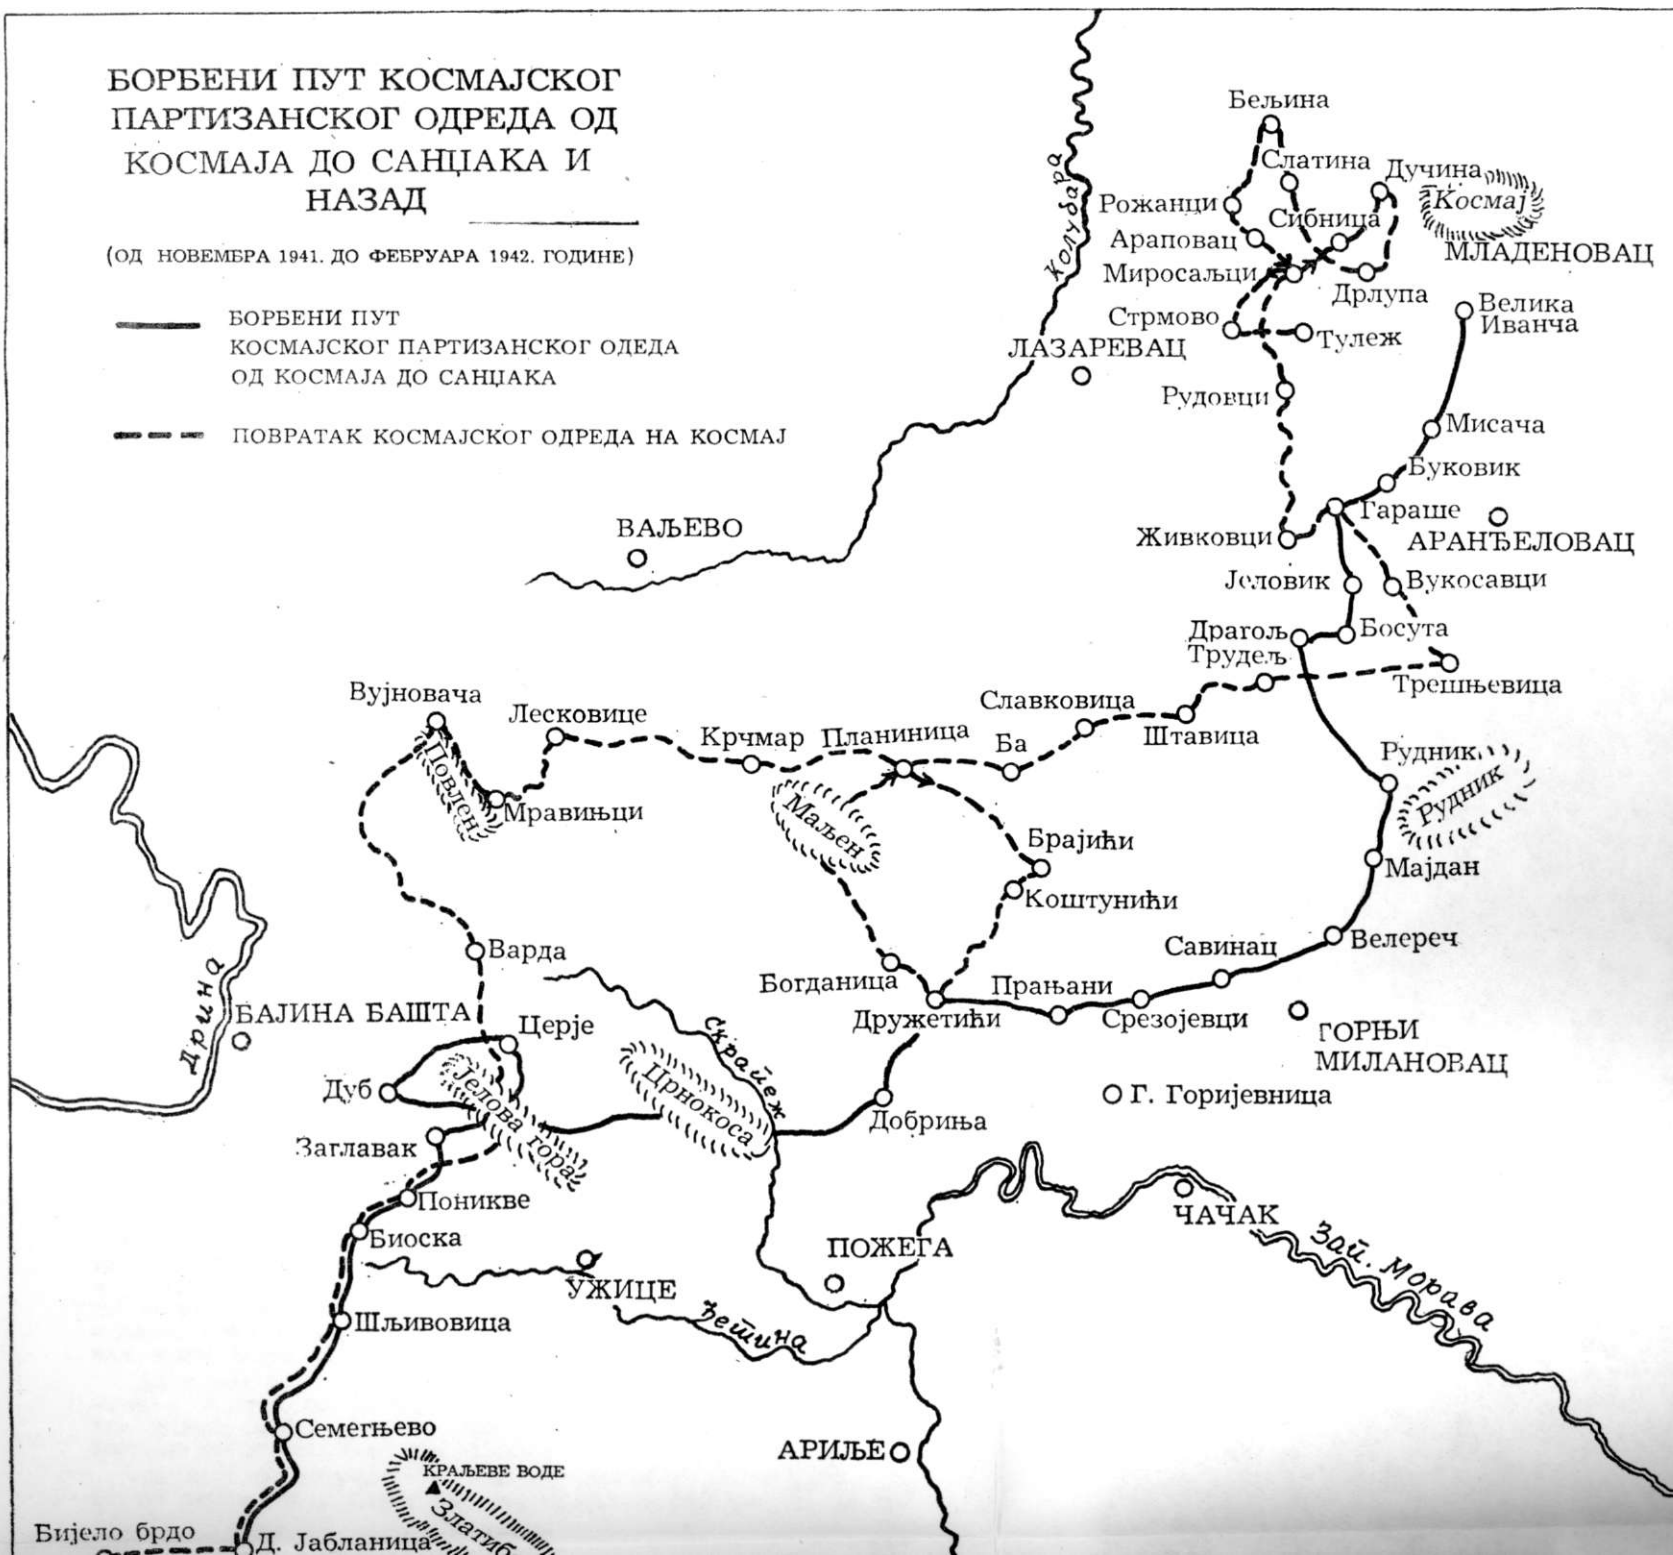 БОРБЕНИ ПУТ КОСМАЈСКОГ
ПАРТИЗАНСКОГ ОДРЕДА ОД
КОСМАЈА ДО САНЏАКА И
НАЗАД
(ОД НОВЕМБРА 1941. ДО ФЕБРУАРА 1942. ГОДИНЕ)
БОРБЕНИ ПУТ
КОСМАЈСКОГ ПАРТИЗАНСКОГ ОДЕДА
ОД КОСМАЈА ДО САНЏАКА
ПОВРАТАК КОСМАЈСКОГ ОДРЕДА НА КОСМАЈ
Колубара
Бељина
Слатина
Дучина
Космај
Рожанци
Сибница
Араповац
МЛАДЕНОВАЦ
Миросаљци
Дрлупа
Велика
Иванча
Стрмово
Тулеж
ЛАЗАРЕВАЦ
Рудовци
Мисача
Буковик
Гараше
ВАЉЕВО
Живковци
АРАНЂЕЛОВАЦ
Јеловик
Вукосавци
Драгољ
Босута
Трудељ
Трешњевица
Вујновача
Лесковице
Славковица
Крчмар
Планиница
Ба
Штавица
Рудник
Рудник
Повлен
Мравињци
Маљен
Брајићи
Мајдан
Коштунићи
Савинац
Велереч
Варда
Богданица
Прањани
Дрина
БАЈИНА БАШТА
Церје
Скрапеж
Дружетићи
Срезојевци
ГОРЊИ
МИЛАНОВАЦ
Дуб
Јелова гора
Црнокоса
Г. Горијевница
Добриња
Заглавак
Поникве
ЧАЧАК
Биоска
ПОЖЕГА
Зап. Морава
УЖИЦЕ
Ђетина
Шљивовица
Семегњево
АРИЉЕ
КРАЉЕВЕ ВОДЕ
Златиб
Бијело брдо
Д. Јабланица